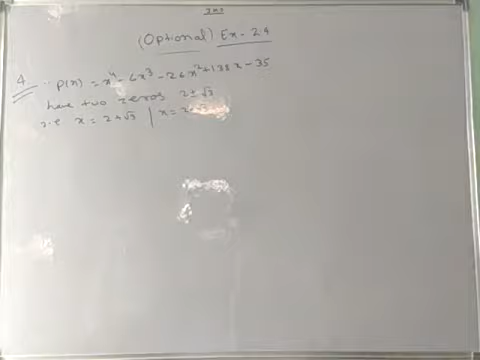 (Optional) Ex-2.4
4. P(x) = x⁴ - 6x³ - 26x² + 138x - 35
have two zeros 2±√3
i.e x = 2+√3 | x = 2-√3